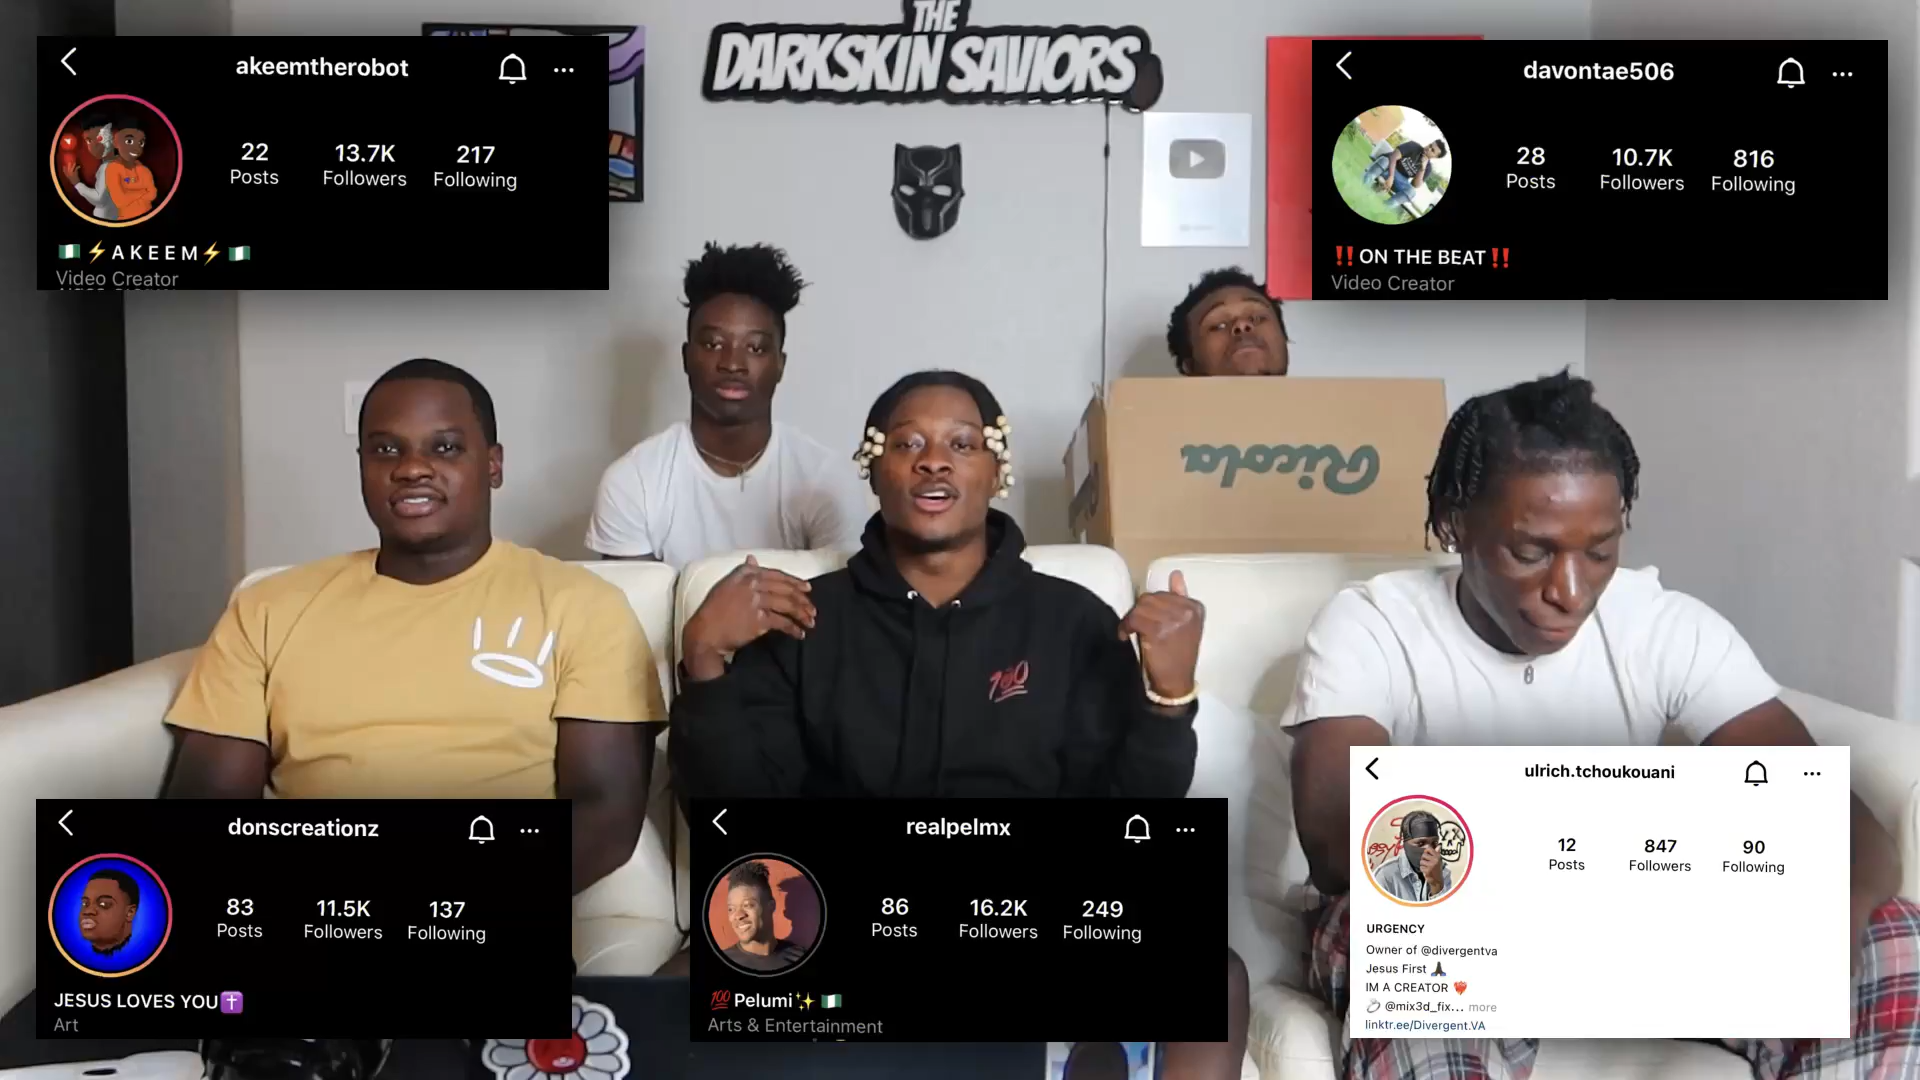 THE
DARKSKIN SAVIORS
akeemtherobot
22
Posts
13.7K
Followers
217
Following
🇳🇬⚡AKEEM⚡🇳🇬
Video Creator
davontae506
28
Posts
10.7K
Followers
816
Following
‼️ON THE BEAT‼️
Video Creator
Ricola
100
donscreationz
83
Posts
11.5K
Followers
137
Following
JESUS LOVES YOU✝️
Art
realpelmx
86
Posts
16.2K
Followers
249
Following
💯Pelumi✨🇳🇬
Arts & Entertainment
ulrich.tchoukouani
12
Posts
847
Followers
90
Following
URGENCY
Owner of @divergentva
Jesus First 🙏🏿
IM A CREATOR ❤️‍🔥
💍 @mix3d_fix... more
linktr.ee/Divergent.VA